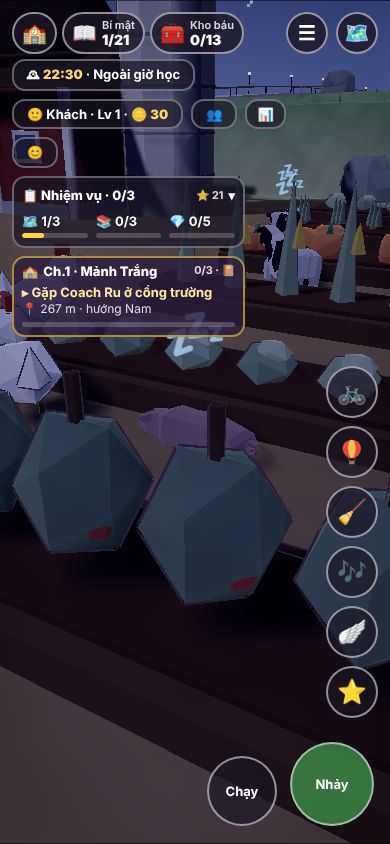 Bí mật
1/21
Kho báu
0/13
22:30 · Ngoài giờ học
Khách · Lv 1 · 30
Nhiệm vụ · 0/3
21 ▾
1/3
0/3
0/5
Ch.1 · Mảnh Trắng
0/3 ·
▸ Gặp Coach Ru ở cổng trường
267 m · hướng Nam
Chạy
Nhảy